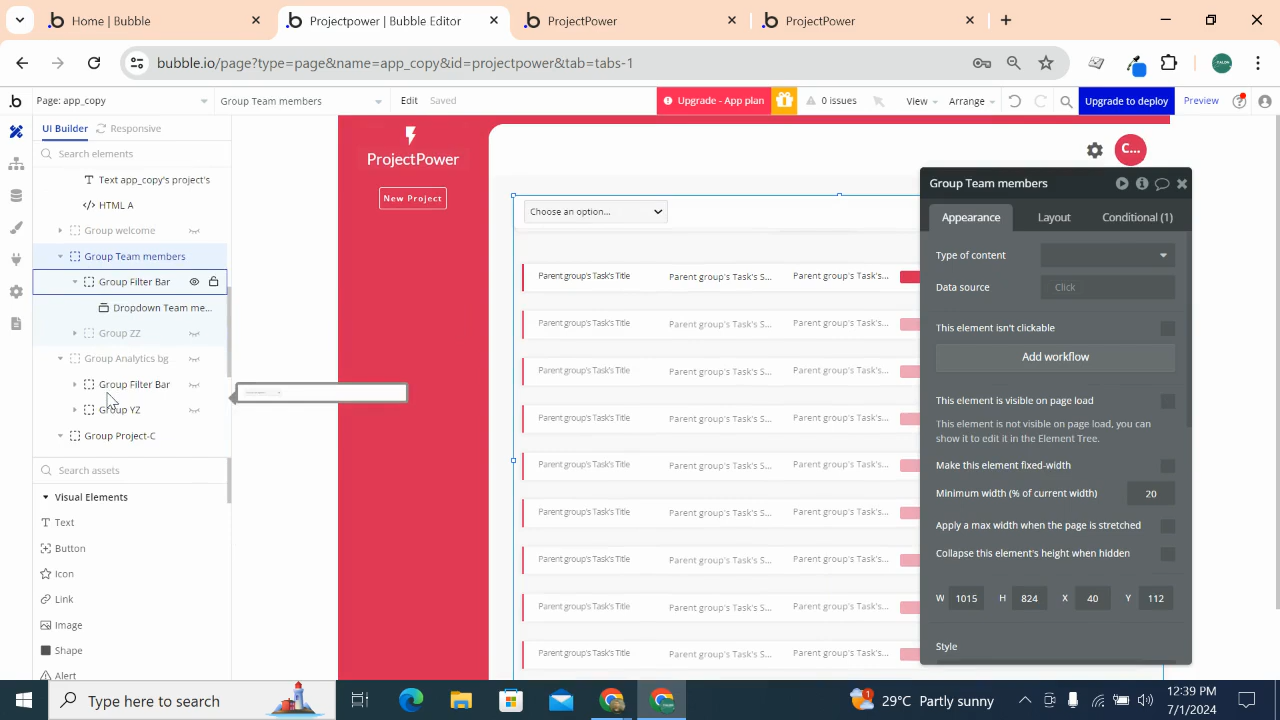 Home | Bubble
Projectpower | Bubble Editor
ProjectPower
ProjectPower
bubble.io/page?type=page&name=app_copy&id=projectpower&tab=tabs-1
Page: app_copy
Group Team members
Edit
Saved
Upgrade - App plan
0 issues
View
Arrange
Upgrade to deploy
Preview
UI Builder
Responsive
Search elements
Text app_copy's project's
HTML A
Group welcome
Group Team members
Group Filter Bar
Dropdown Team me...
Group ZZ
Group Analytics bg
Group Filter Bar
Group YZ
Group Project-C
Search assets
Visual Elements
Text
Button
Icon
Link
Image
Shape
Alert
ProjectPower
New Project
C...
Choose an option...
Parent group's Task's Title Parent group's Task's S... Parent group's Task's...
Parent group's Task's Title Parent group's Task's S... Parent group's Task's...
Parent group's Task's Title Parent group's Task's S... Parent group's Task's...
Parent group's Task's Title Parent group's Task's S... Parent group's Task's...
Parent group's Task's Title Parent group's Task's S... Parent group's Task's...
Parent group's Task's Title Parent group's Task's S... Parent group's Task's...
Parent group's Task's Title Parent group's Task's S... Parent group's Task's...
Parent group's Task's Title Parent group's Task's S... Parent group's Task's...
Parent group's Task's Title Parent group's Task's S... Parent group's Task's...
Group Team members
Appearance
Layout
Conditional (1)
Type of content
Data source
Click
This element isn't clickable
Add workflow
This element is visible on page load
This element is not visible on page load, you can
show it to edit it in the Element Tree.
Make this element fixed-width
Minimum width (% of current width) 20
Apply a max width when the page is stretched
Collapse this element's height when hidden
W 1015 H 824 X 40 Y 112
Style
Type here to search
1
29°C Partly sunny
12:39 PM
7/1/2024